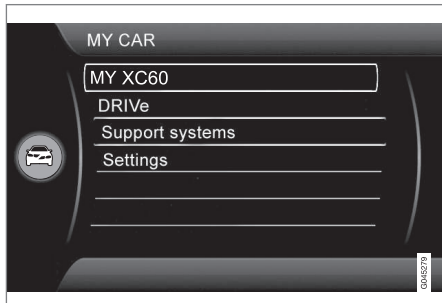 MY CAR
MY XC60
DRIVe
Support systems
Settings
G045279